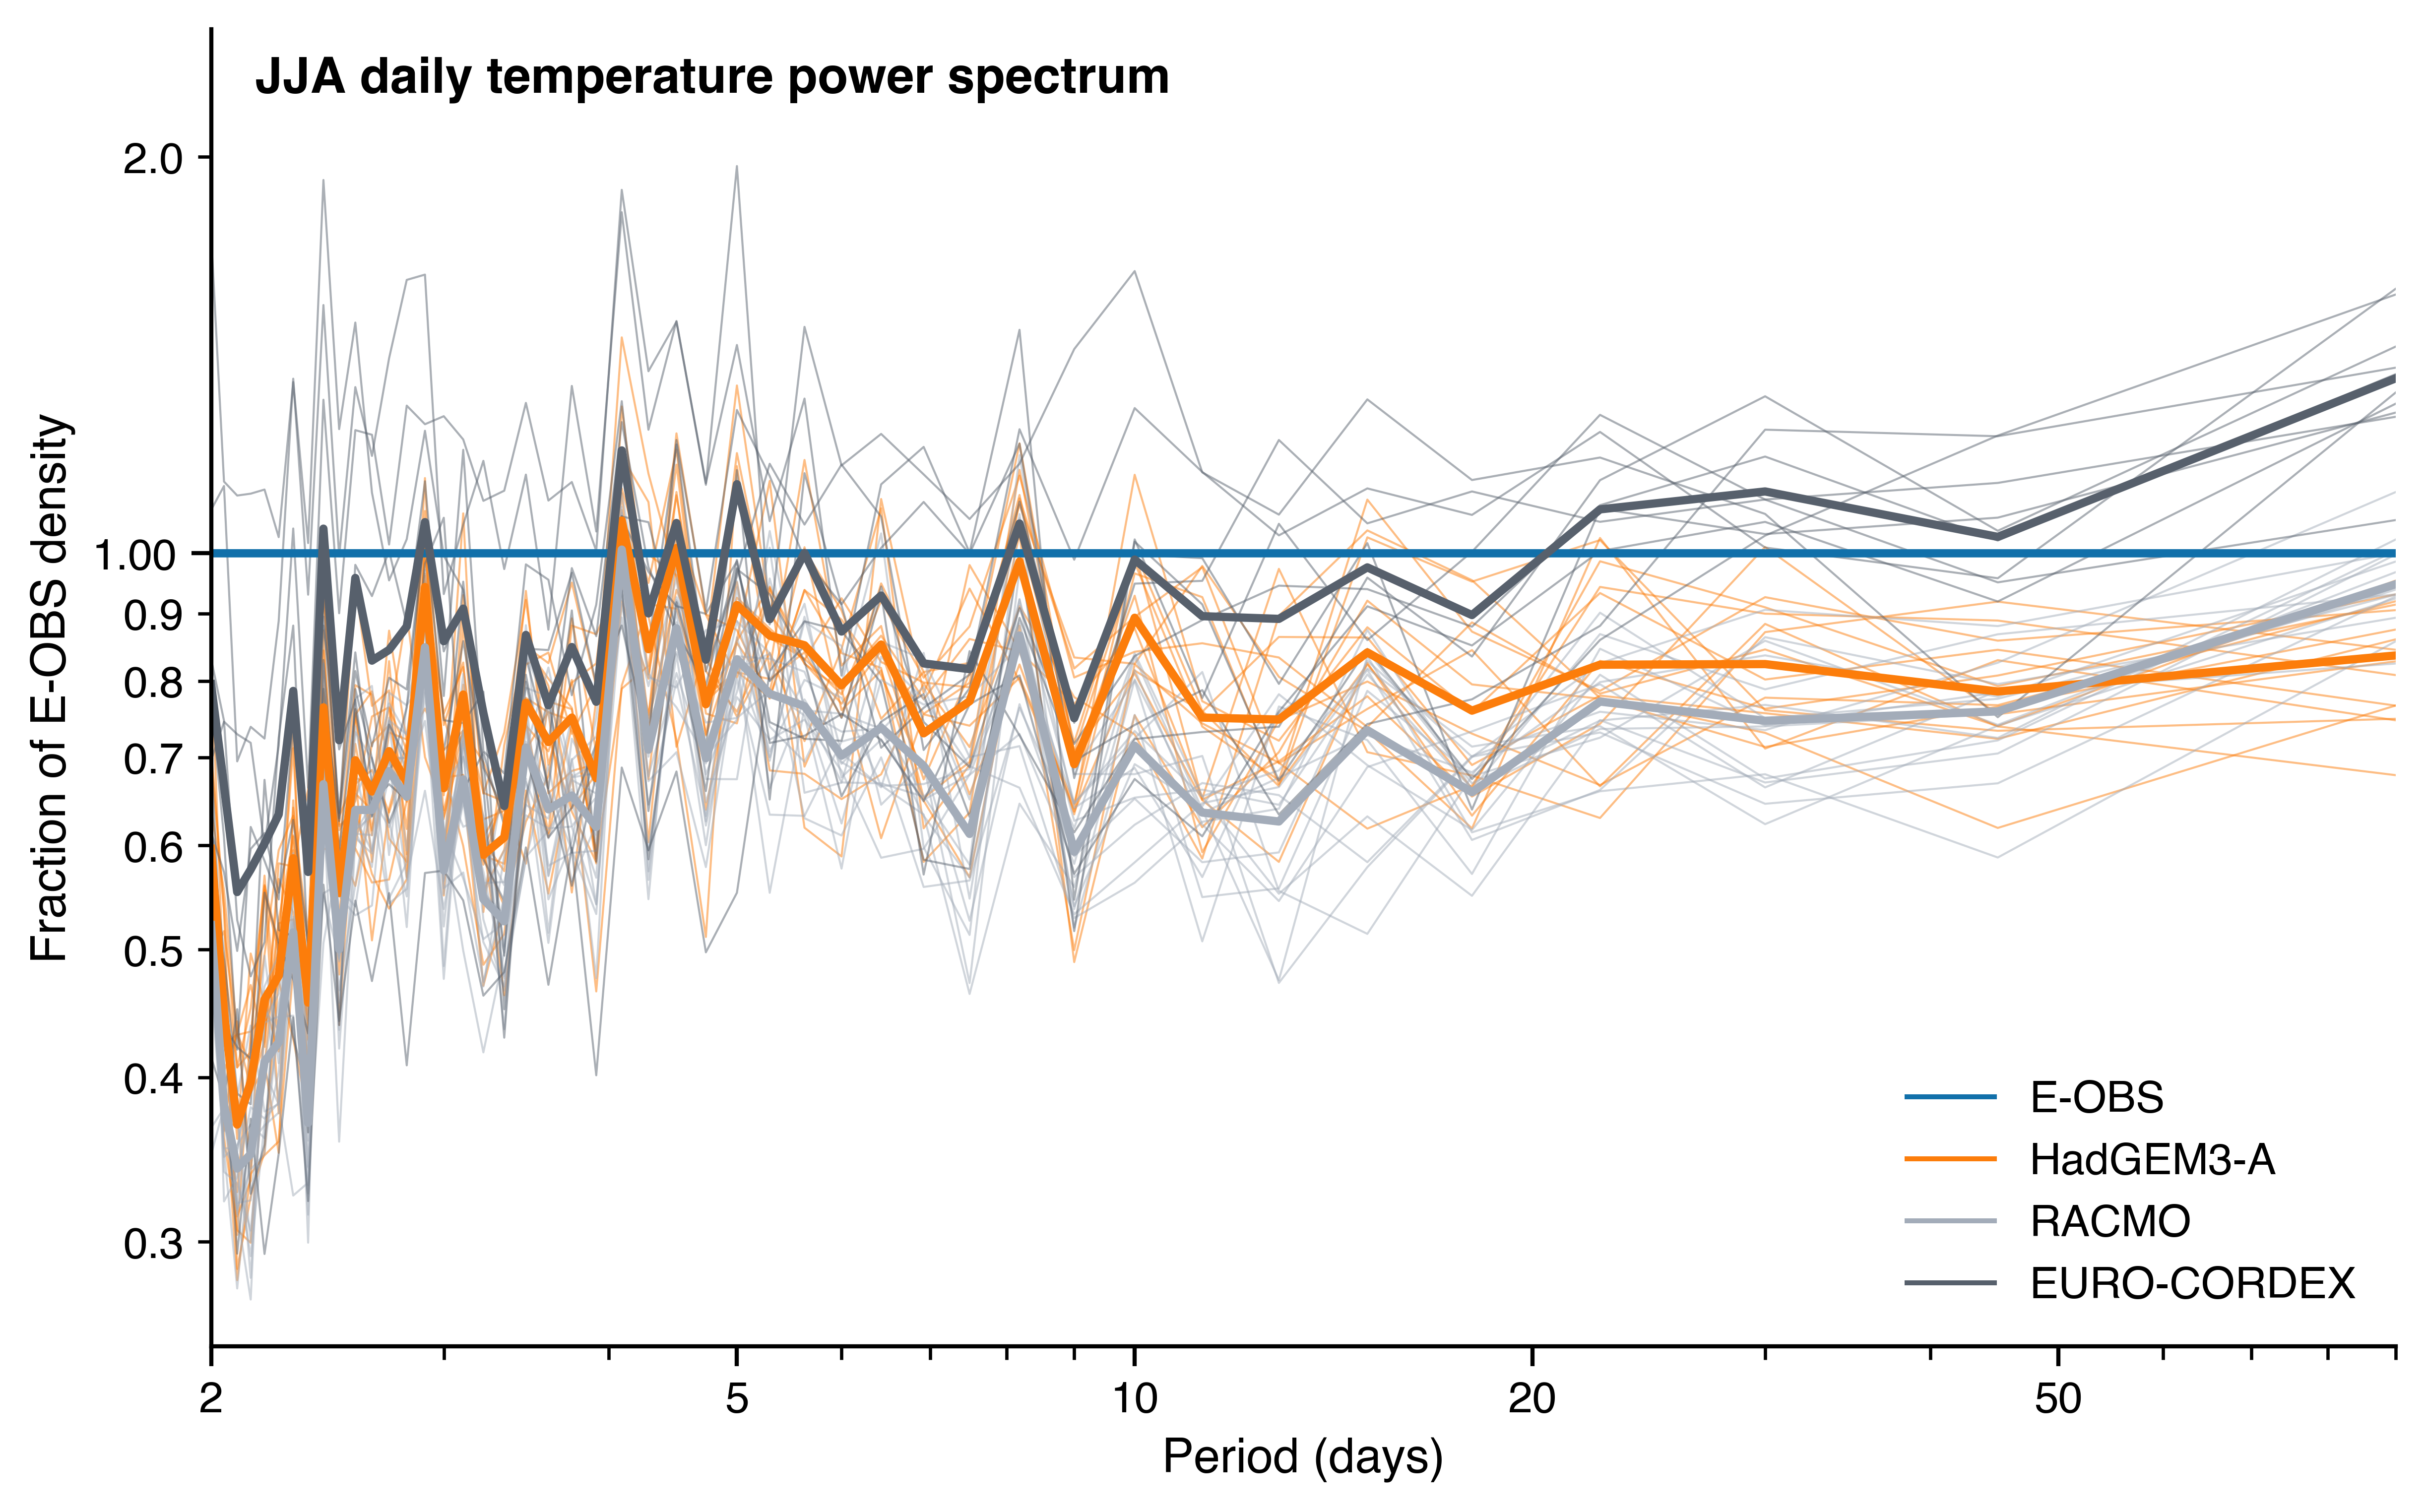 JJA daily temperature power spectrum
2.0
1.00
0.9
0.8
0.7
0.6
0.5
0.4
0.3
Fraction of E-OBS density
E-OBS
HadGEM3-A
RACMO
EURO-CORDEX
2 5 10 20 50
Period (days)